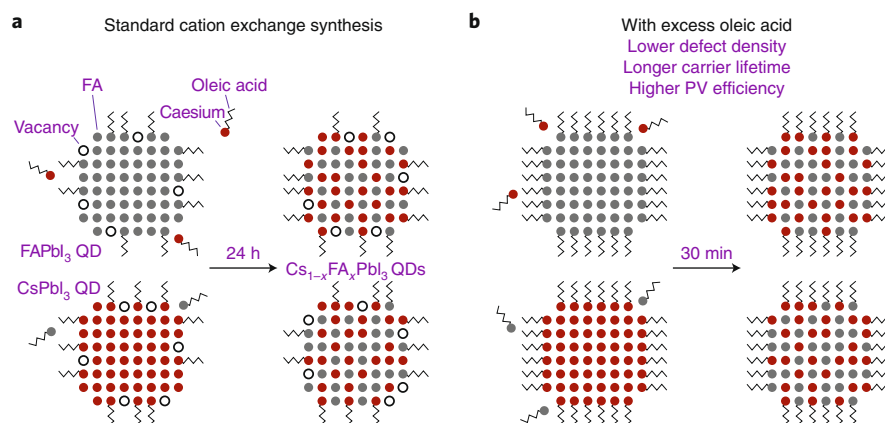 a
Standard cation exchange synthesis
FA
Oleic acid
Caesium
Vacancy
FAPbI₃ QD
24 h
CsPbI₃ QD
Cs₁₋ₓFAₓPbI₃ QDs
b
With excess oleic acid
Lower defect density
Longer carrier lifetime
Higher PV efficiency
30 min